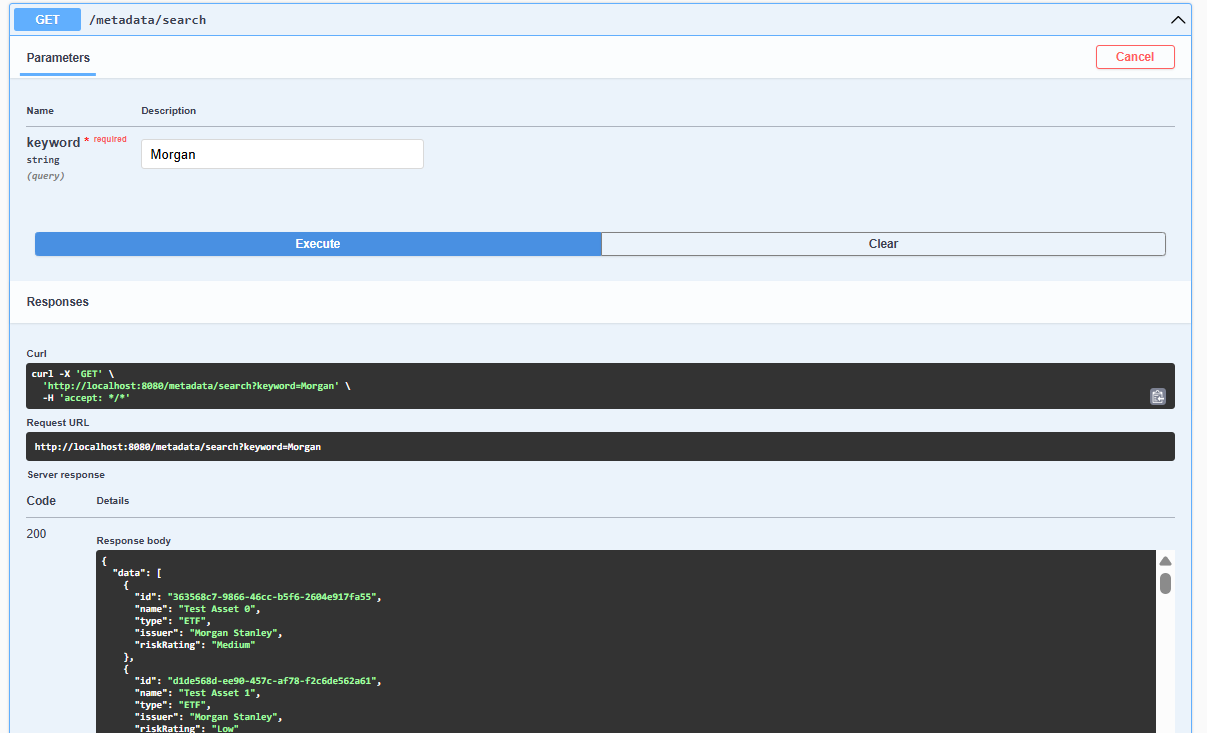 GET /metadata/search
Parameters
Cancel
Name Description
keyword * required
string
(query)
Morgan
Execute Clear
Responses
Curl
curl -X 'GET' \
'http://localhost:8080/metadata/search?keyword=Morgan' \
-H 'accept: */*'
Request URL
http://localhost:8080/metadata/search?keyword=Morgan
Server response
Code Details
200
Response body
{
"data": [
{
"id": "363568c7-9866-46cc-b5f6-2604e917fa55",
"name": "Test Asset 0",
"type": "ETF",
"issuer": "Morgan Stanley",
"riskRating": "Medium"
},
{
"id": "d1de568d-ee90-457c-af78-f2c6de562a61",
"name": "Test Asset 1",
"type": "ETF",
"issuer": "Morgan Stanley",
"riskRating": "Low"